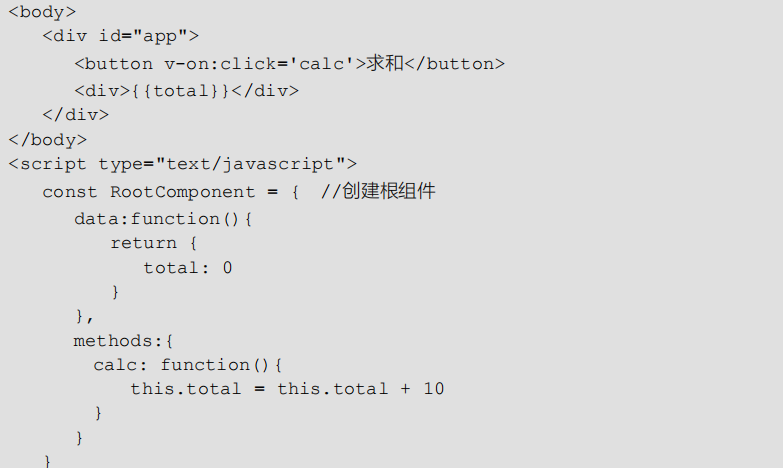 <body>
<div id="app">
<button v-on:click='calc'>求和</button>
<div>{{total}}</div>
</div>
</body>
<script type="text/javascript">
const RootComponent = {  //创建根组件
data:function(){
return {
total: 0
}
},
methods:{
calc: function(){
this.total = this.total + 10
}
}
}